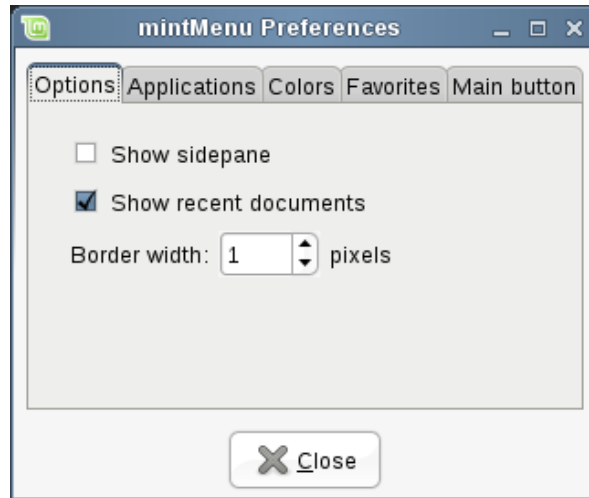 mintMenu Preferences
Options Applications Colors Favorites Main button
Show sidepane
Show recent documents
Border width: 1 pixels
Close